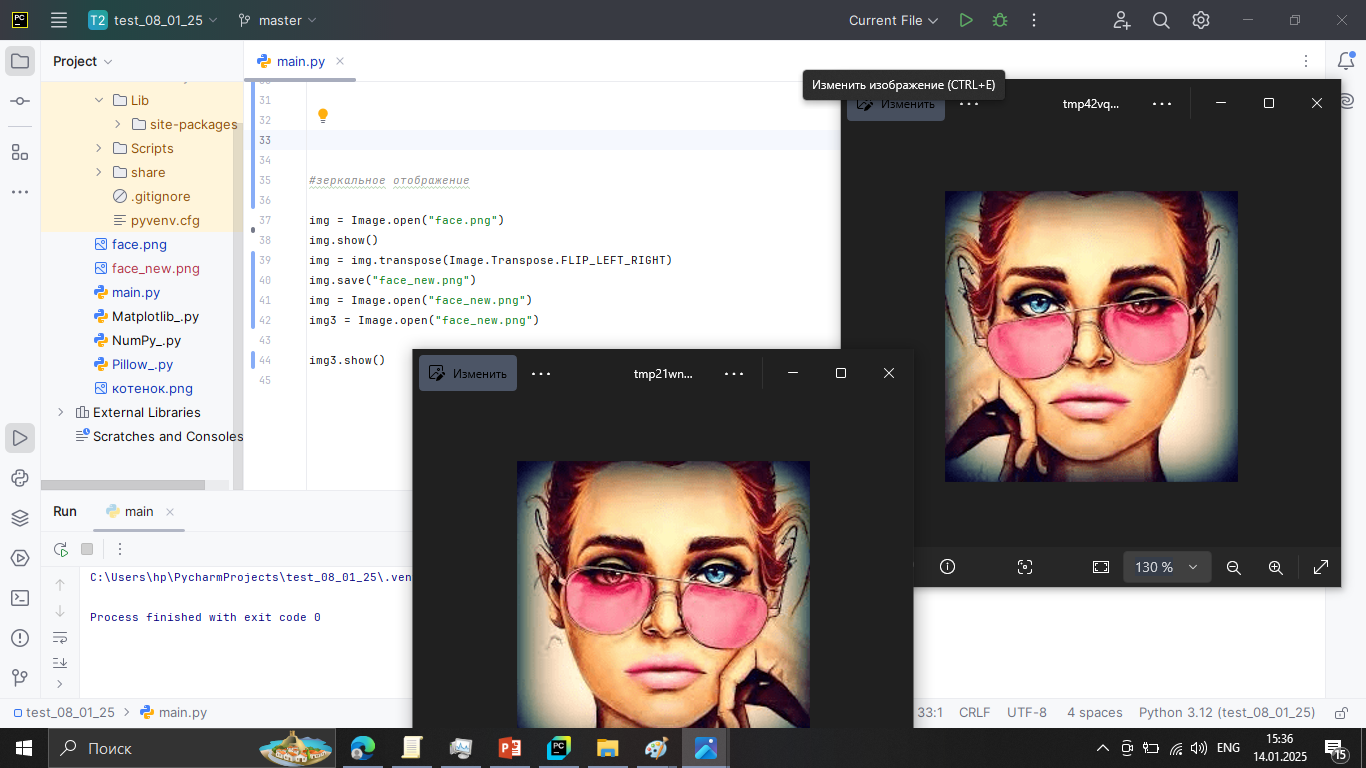 PC
T2 test_08_01_25
master
Current File
Project
main.py
Lib
site-packages
Scripts
share
.gitignore
pyvenv.cfg
face.png
face_new.png
main.py
Matplotlib_.py
NumPy_.py
Pillow_.py
котенок.png
External Libraries
Scratches and Consoles
31
32
33
34
35 #зеркальное отображение
36
37 img = Image.open("face.png")
38 img.show()
39 img = img.transpose(Image.Transpose.FLIP_LEFT_RIGHT)
40 img.save("face_new.png")
41 img = Image.open("face_new.png")
42 img3 = Image.open("face_new.png")
43
44 img3.show()
45
Изменить изображение (CTRL+E)
Изменить
tmp42vq...
130 %
Изменить
tmp21wn...
Run
main
C:\Users\hp\PycharmProjects\test_08_01_25\.ven
Process finished with exit code 0
test_08_01_25
main.py
33:1 CRLF UTF-8 4 spaces Python 3.12 (test_08_01_25)
Поиск
PC
ENG
15:36
14.01.2025
15